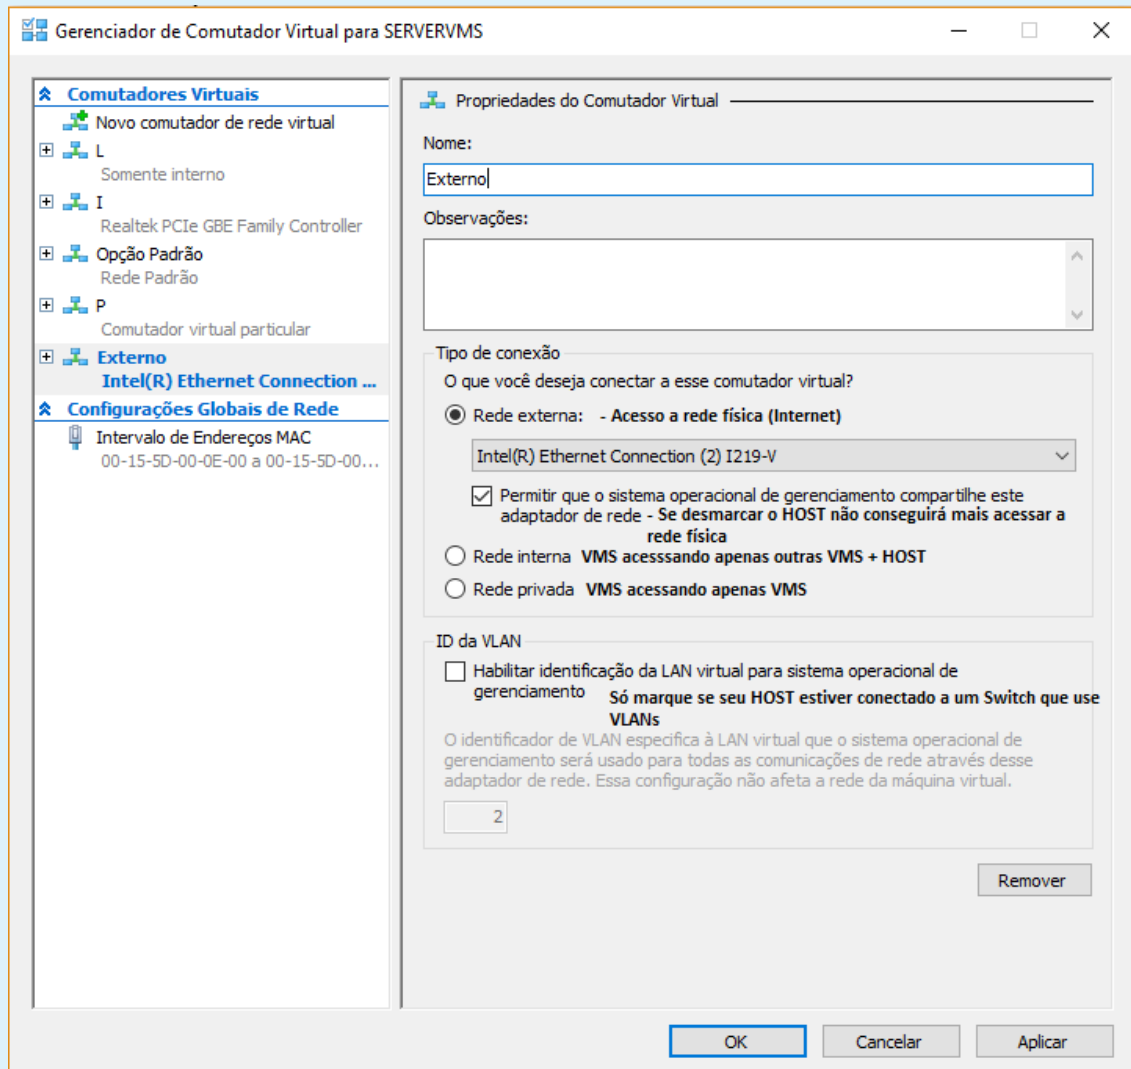 Gerenciador de Comutador Virtual para SERVERVMS
Comutadores Virtuais
Novo comutador de rede virtual
L
Somente interno
I
Realtek PCIe GBE Family Controller
Opção Padrão
Rede Padrão
P
Comutador virtual particular
Externo
Intel(R) Ethernet Connection ...
Configurações Globais de Rede
Intervalo de Endereços MAC
00-15-5D-00-0E-00 a 00-15-5D-00...
Propriedades do Comutador Virtual
Nome:
Externo
Observações:
Tipo de conexão
O que você deseja conectar a esse comutador virtual?
Rede externa: - Acesso a rede física (Internet)
Intel(R) Ethernet Connection (2) I219-V
Permitir que o sistema operacional de gerenciamento compartilhe este
adaptador de rede - Se desmarcar o HOST não conseguirá mais acessar a
rede física
Rede interna VMS acesssando apenas outras VMS + HOST
Rede privada VMS acessando apenas VMS
ID da VLAN
Habilitar identificação da LAN virtual para sistema operacional de
gerenciamento Só marque se seu HOST estiver conectado a um Switch que use
VLANs
O identificador de VLAN especifica à LAN virtual que o sistema operacional de
gerenciamento será usado para todas as comunicações de rede através desse
adaptador de rede. Essa configuração não afeta a rede da máquina virtual.
2
Remover
OK
Cancelar
Aplicar